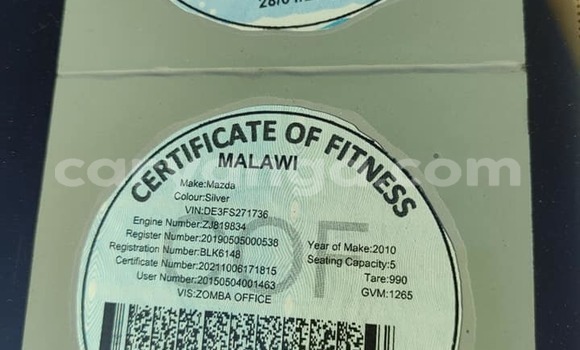 CERTIFICATE OF FITNESS
MALAWI
Make:Mazda
Colour:Silver
VIN:DE3FS271736
Engine Number:ZJ819834
Register Number:20190505000538
Registration Number:BLK6148
Certificate Number:20211006171815
User Number:20150504001463
VIS:ZOMBA OFFICE
Year of Make:2010
Seating Capacity:5
Tare:990
GVM:1265
COF